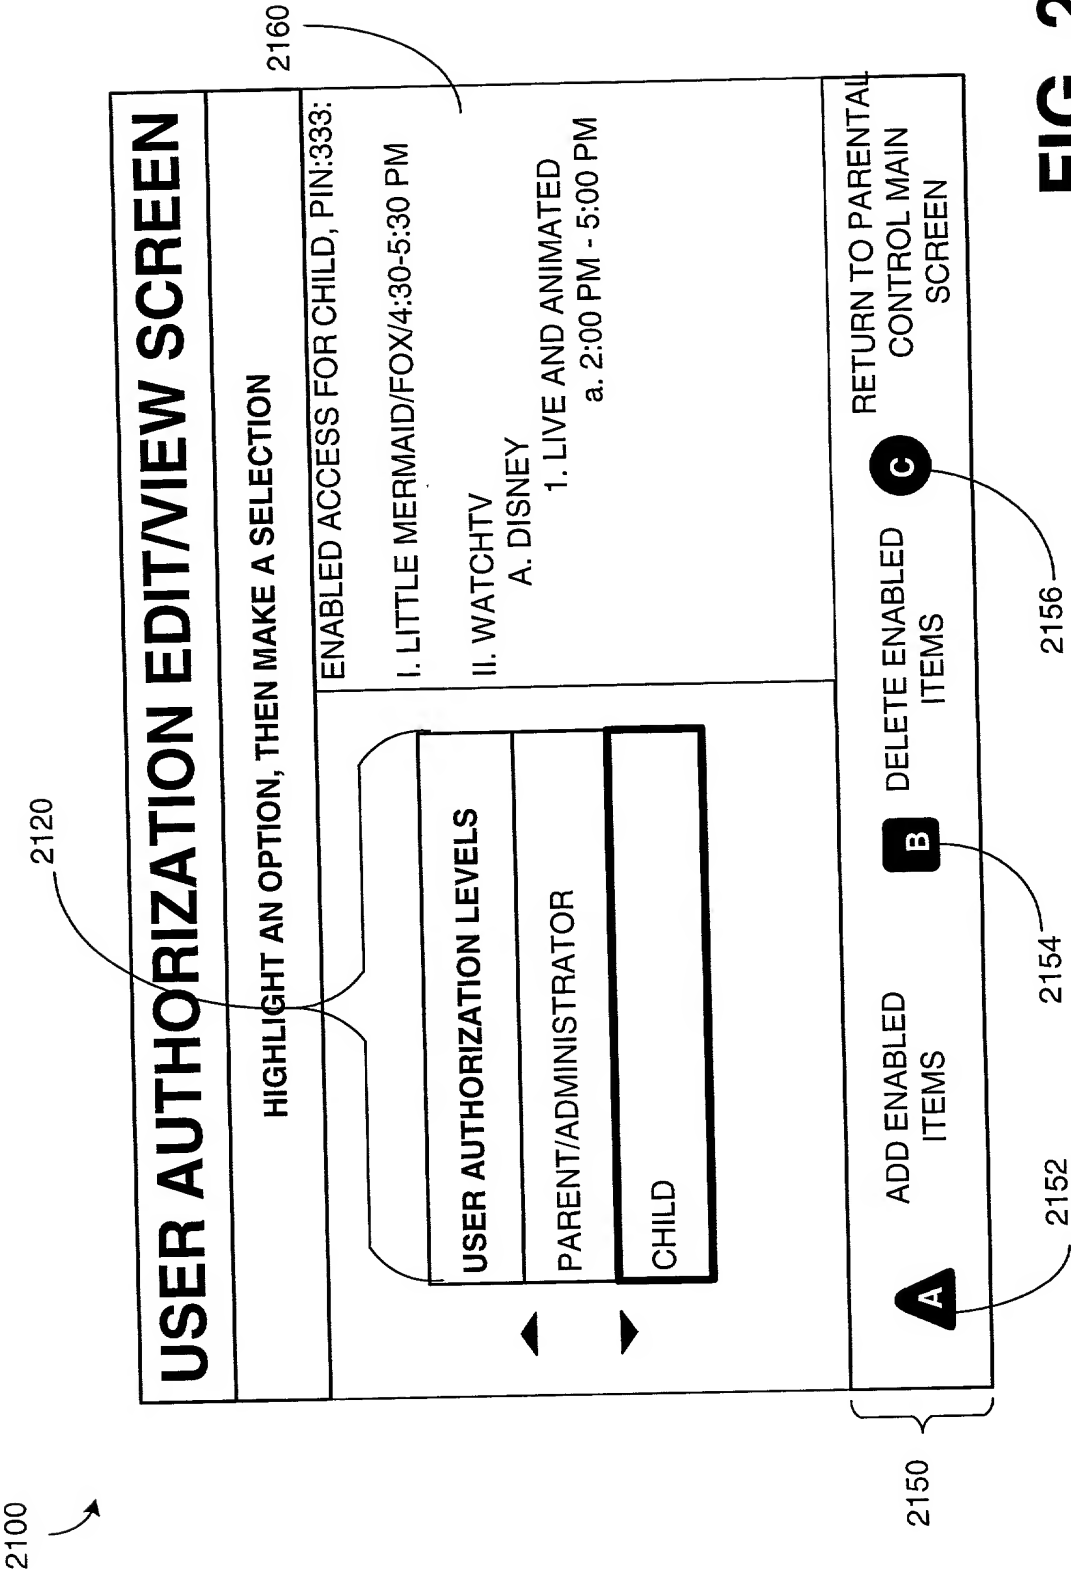 2100
2120
2160
USER AUTHORIZATION EDIT/VIEW SCREEN
HIGHLIGHT AN OPTION, THEN MAKE A SELECTION
USER AUTHORIZATION LEVELS
PARENT/ADMINISTRATOR
CHILD
ENABLED ACCESS FOR CHILD, PIN:333:
I. LITTLE MERMAID/FOX/4:30-5:30 PM
II. WATCHTV
A. DISNEY
1. LIVE AND ANIMATED
a. 2:00 PM - 5:00 PM
2150
A
ADD ENABLED
ITEMS
B
DELETE ENABLED
ITEMS
C
RETURN TO PARENTAL
CONTROL MAIN
SCREEN
2152
2154
2156
FIG